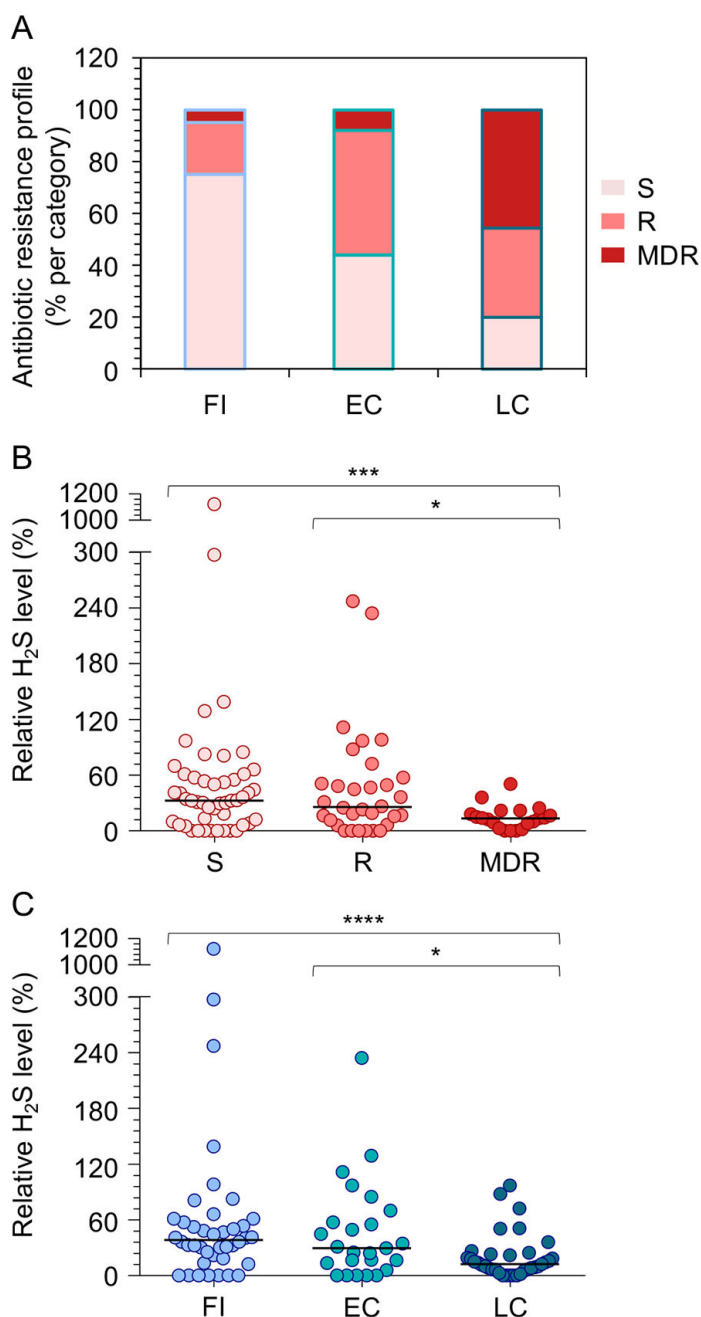 A
Antibiotic resistance profile
(% per category)
120
100
80
60
40
20
0
FI EC LC
S
R
MDR
B
***
*
Relative H₂S level (%)
1200
1000
300
240
180
120
60
0
S R MDR
C
****
*
Relative H₂S level (%)
1200
1000
300
240
180
120
60
0
FI EC LC